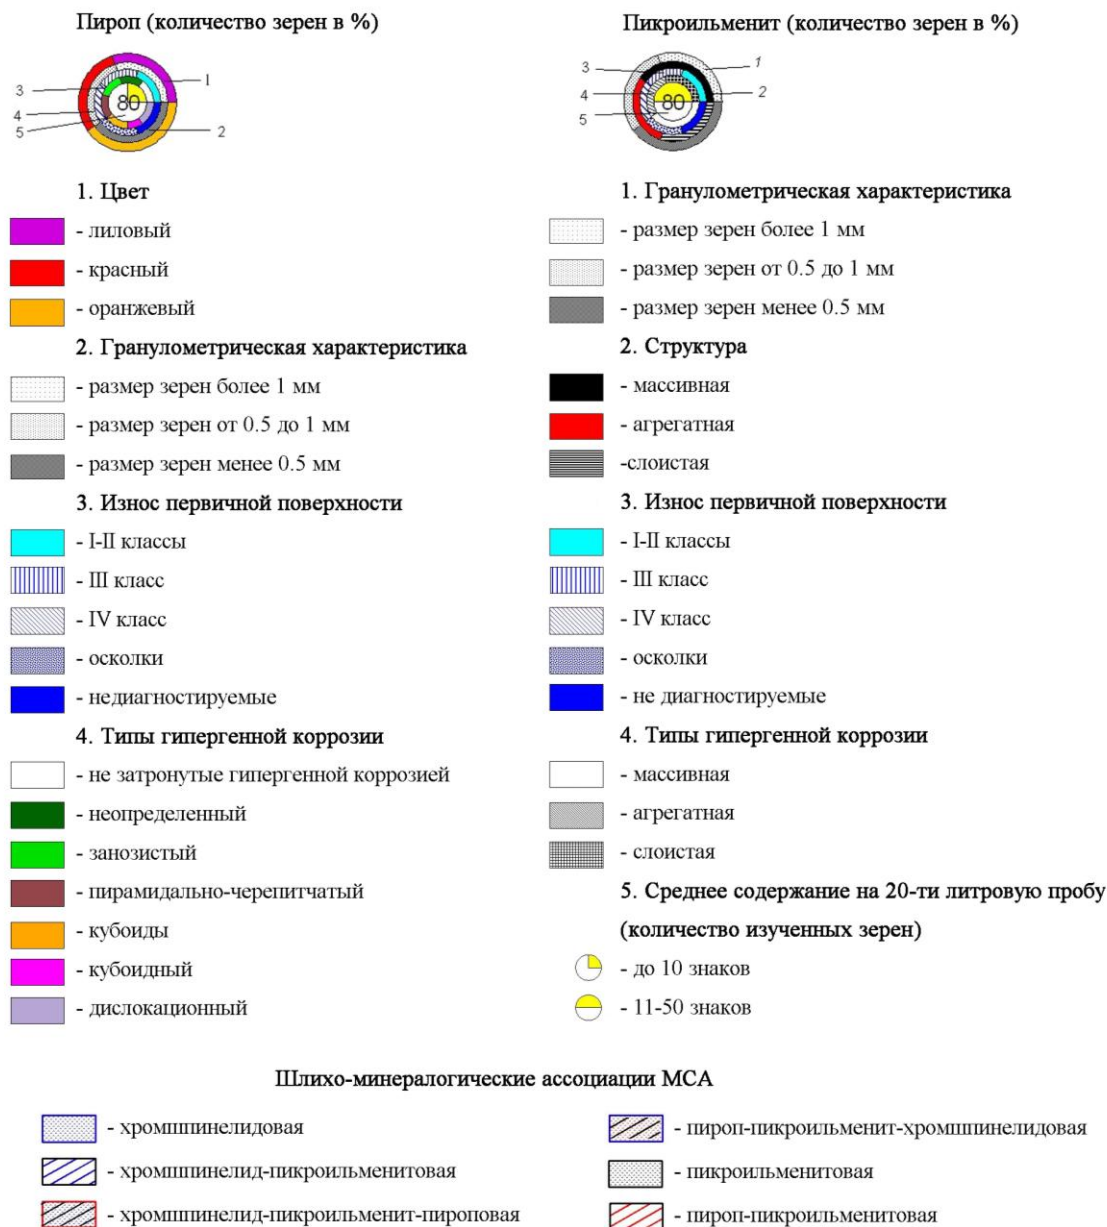 Пироп (количество зерен в %)
80
1
2
3
4
5
1. Цвет
- лиловый
- красный
- оранжевый
2. Гранулометрическая характеристика
- размер зерен более 1 мм
- размер зерен от 0.5 до 1 мм
- размер зерен менее 0.5 мм
3. Износ первичной поверхности
- I-II классы
- III класс
- IV класс
- осколки
- недиагностируемые
4. Типы гипергенной коррозии
- не затронутые гипергенной коррозией
- неопределенный
- занозистый
- пирамидально-черепитчатый
- кубоиды
- кубоидный
- дислокационный
Пикроильменит (количество зерен в %)
80
1
2
3
4
5
1. Гранулометрическая характеристика
- размер зерен более 1 мм
- размер зерен от 0.5 до 1 мм
- размер зерен менее 0.5 мм
2. Структура
- массивная
- агрегатная
-слоистая
3. Износ первичной поверхности
- I-II классы
- III класс
- IV класс
- осколки
- не диагностируемые
4. Типы гипергенной коррозии
- массивная
- агрегатная
- слоистая
5. Среднее содержание на 20-ти литровую пробу
(количество изученных зерен)
- до 10 знаков
- 11-50 знаков
Шлихо-минералогические ассоциации МСА
- хромшпинелидовая
- хромшпинелид-пикроильменитовая
- хромшпинелид-пикроильменит-пироповая
- пироп-пикроильменит-хромшпинелидовая
- пикроильменитовая
- пироп-пикроильменитовая